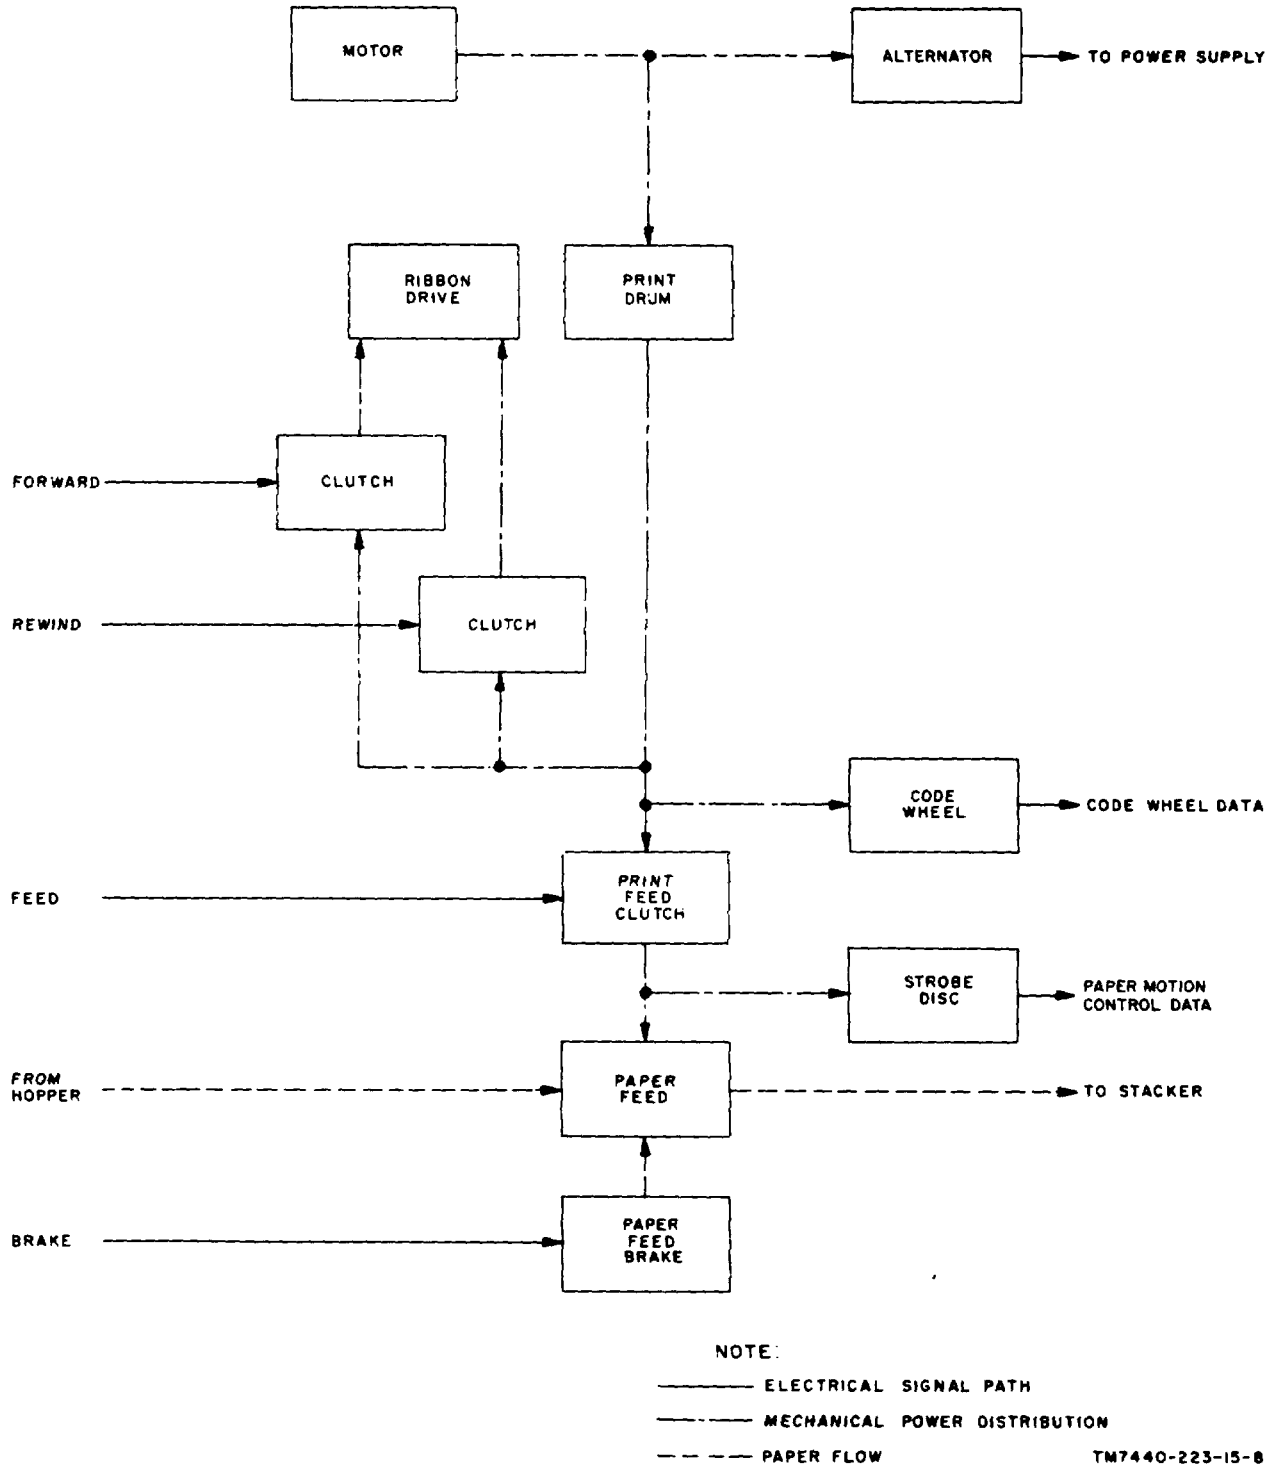 MOTOR
ALTERNATOR
TO POWER SUPPLY
RIBBON
DRIVE
PRINT
DRUM
FORWARD
CLUTCH
REWIND
CLUTCH
CODE
WHEEL
CODE WHEEL DATA
FEED
PRINT
FEED
CLUTCH
STROBE
DISC
PAPER MOTION
CONTROL DATA
FROM
HOPPER
PAPER
FEED
TO STACKER
BRAKE
PAPER
FEED
BRAKE
NOTE:
ELECTRICAL SIGNAL PATH
MECHANICAL POWER DISTRIBUTION
PAPER FLOW
TM7440-223-15-8